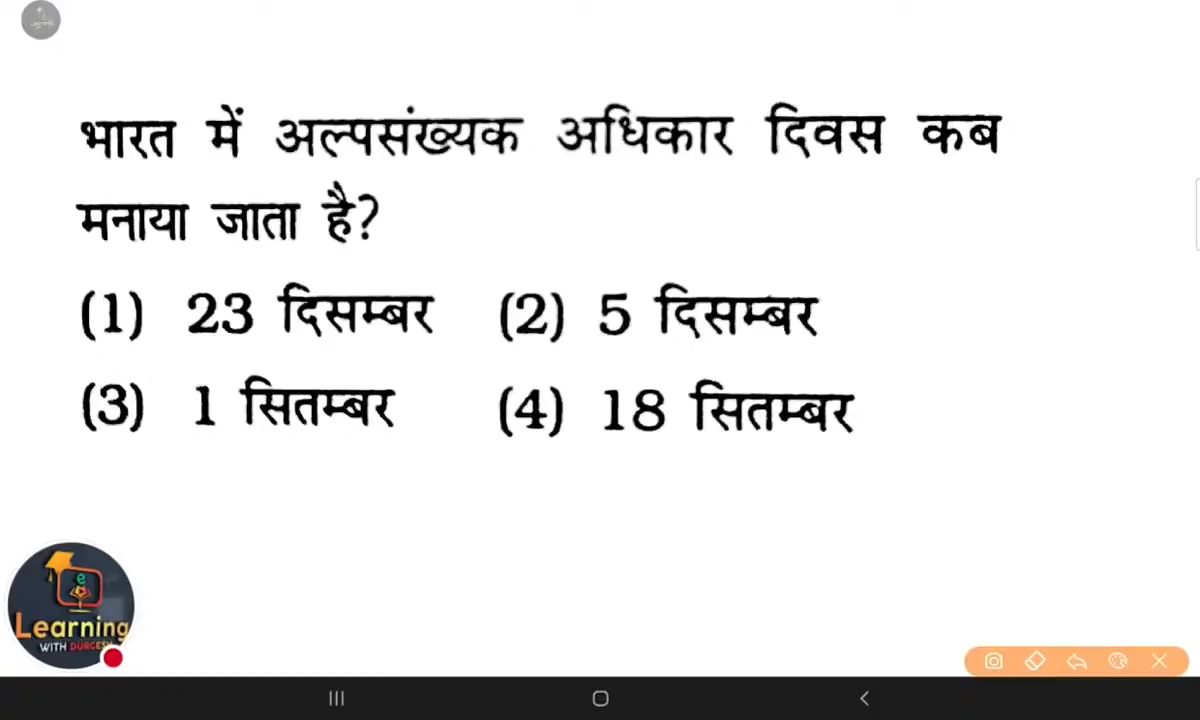 भारत में अल्पसंख्यक अधिकार दिवस कब
मनाया जाता है?
(1) 23 दिसम्बर (2) 5 दिसम्बर
(3) 1 सितम्बर (4) 18 सितम्बर
e
Learning
WITH DURGESH